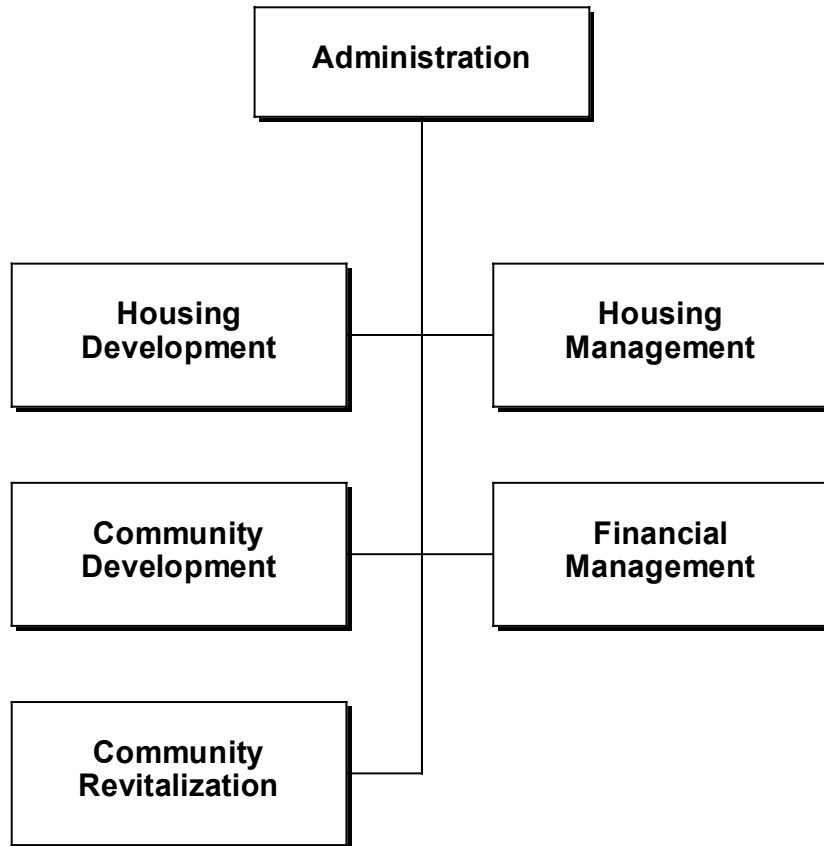 Administration
Housing
Development
Housing
Management
Community
Development
Financial
Management
Community
Revitalization